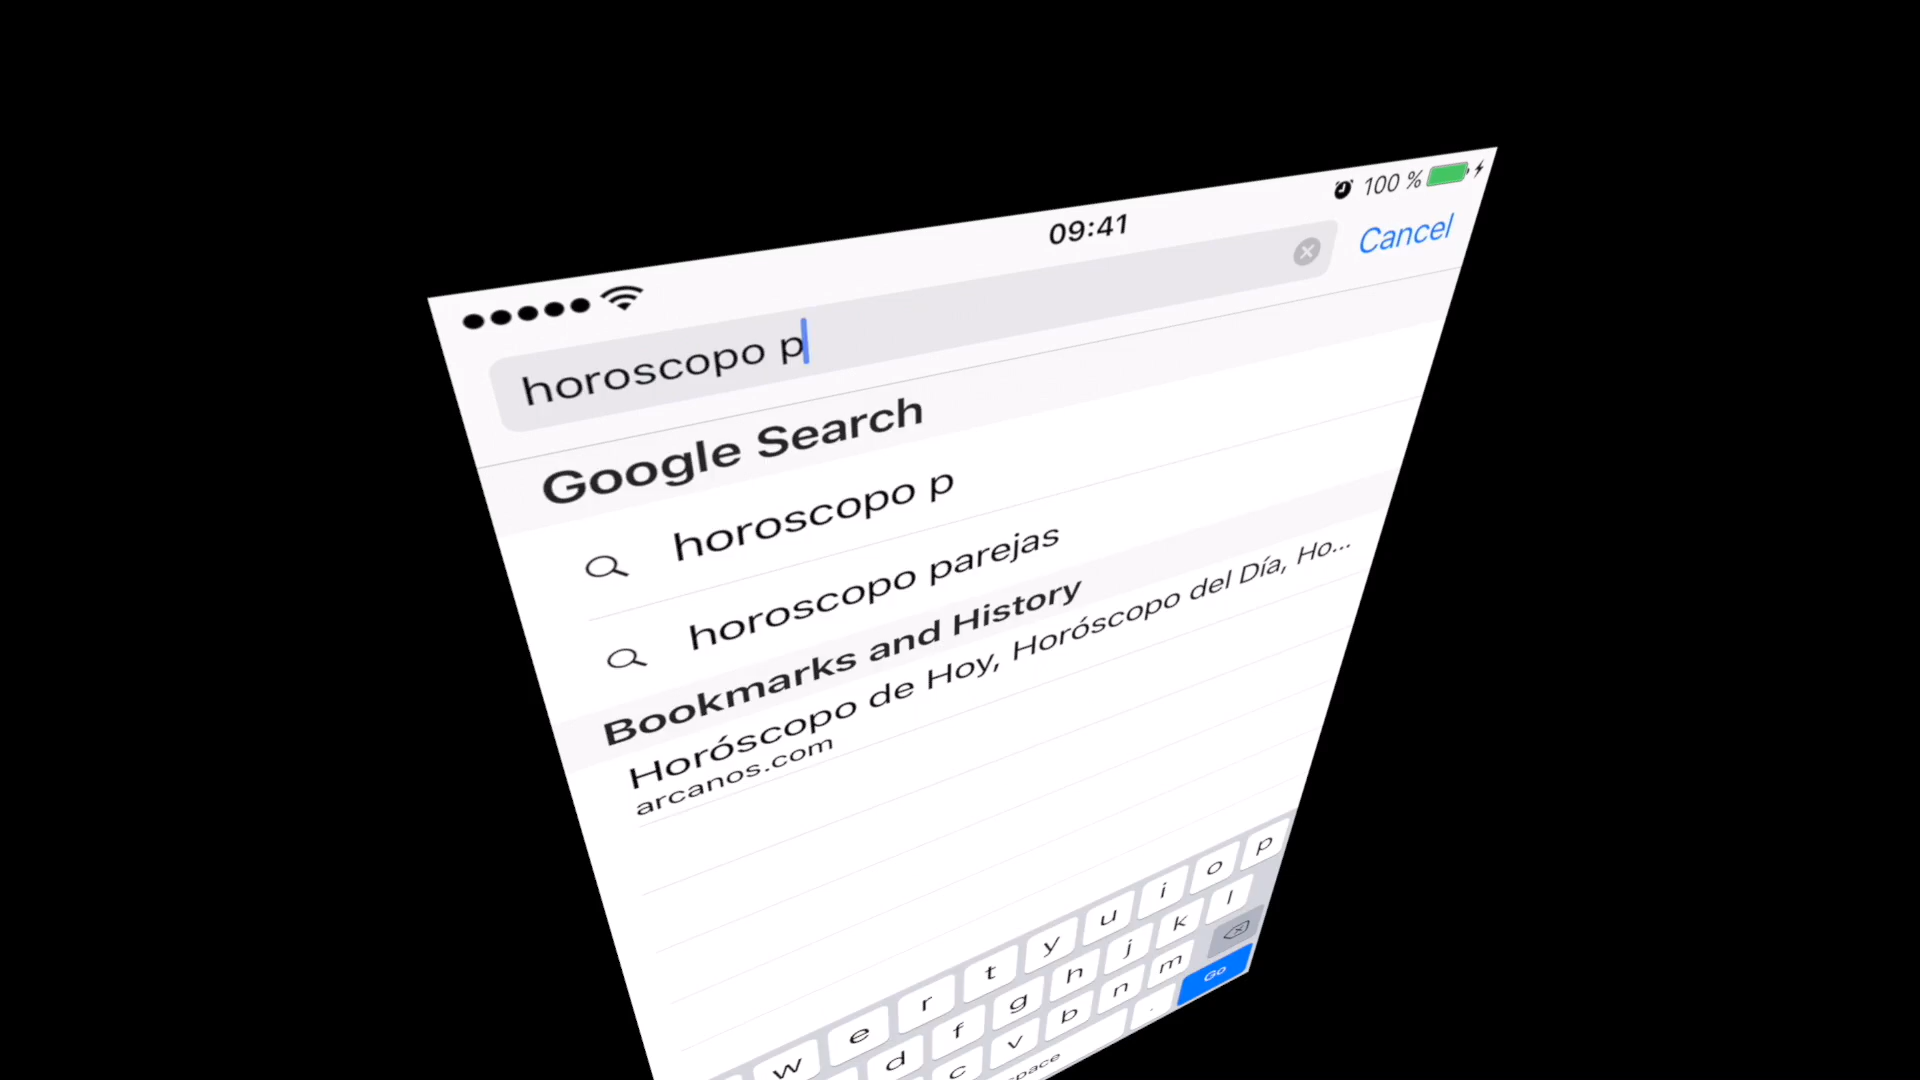 09:41
100 %
horoscopo p
Cancel
Google Search
horoscopo p
horoscopo parejas
Bookmarks and History
Horóscopo de Hoy, Horóscopo del Día, Ho...
arcanos.com
w e r t y u i o p
d f g h j k l
c v b n m
space . Go